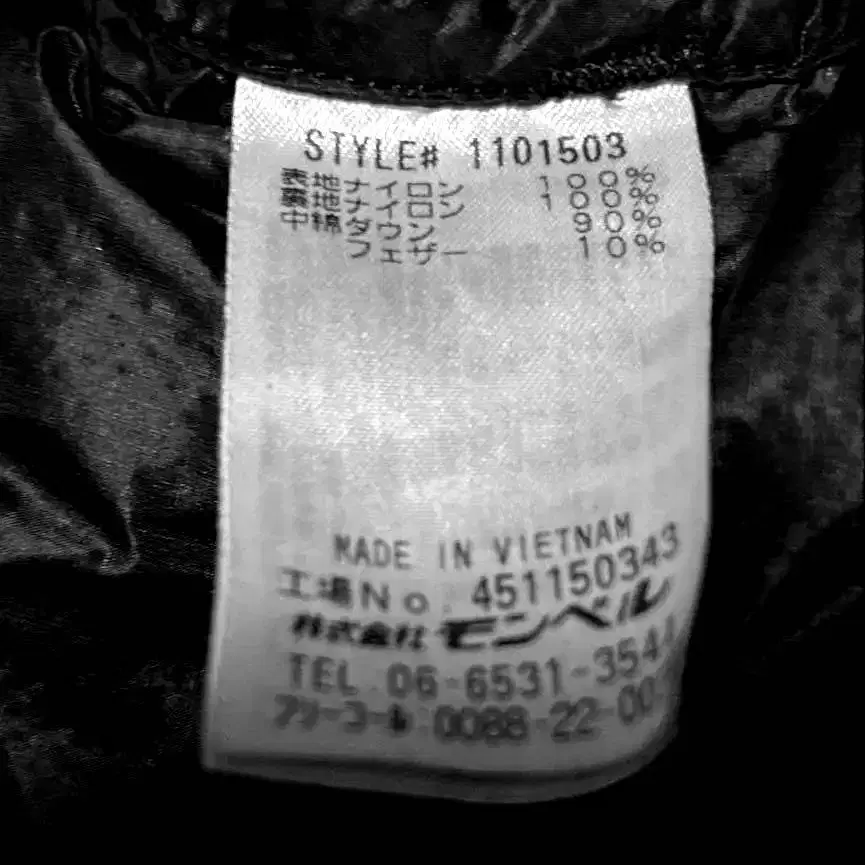 STYLE# 1101503
表地ナイロン 100%
裏地ナイロン 100%
中綿ダウン 90%
フェザー 10%
MADE IN VIETNAM
工場No. 451150343
株式会社モンベル
TEL 06-6531-3544
フリーコール 0088-22-00